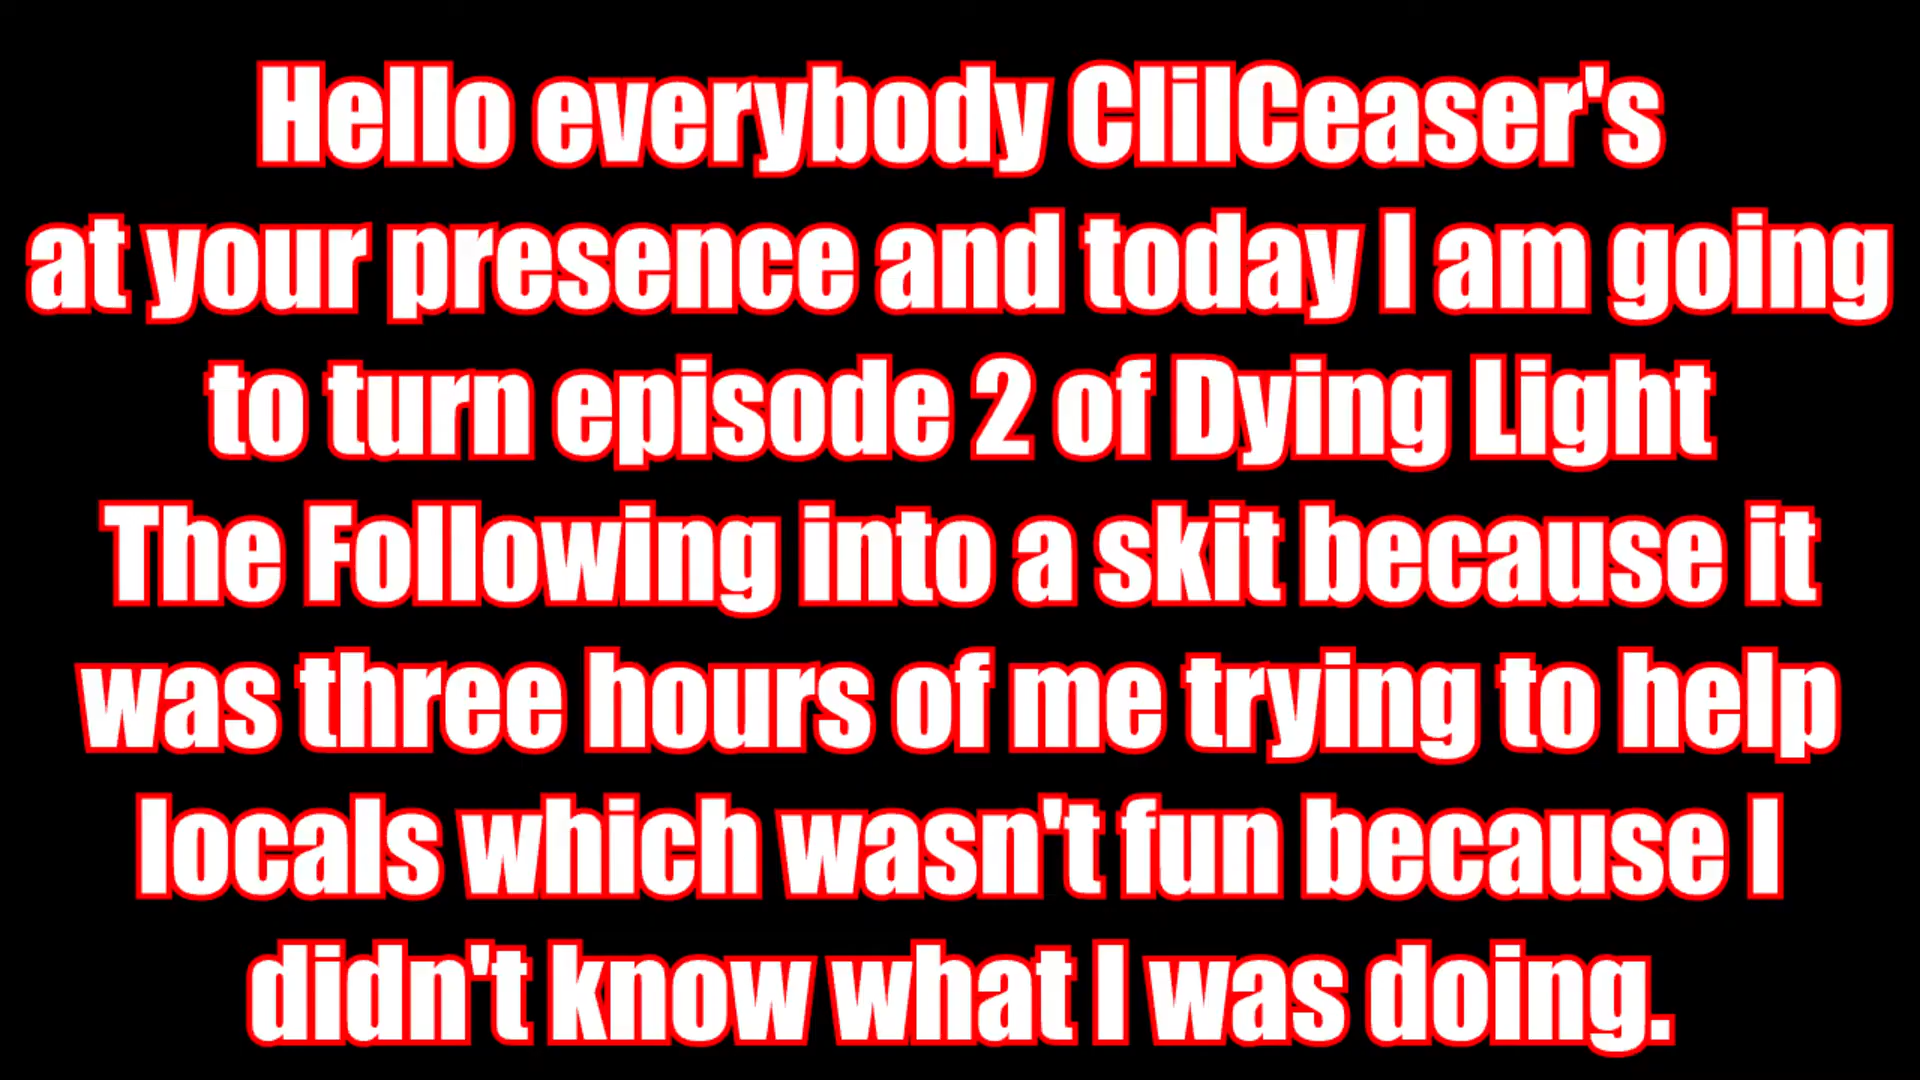 Hello everybody ClilCeaser's
at your presence and today I am going
to turn episode 2 of Dying Light
The Following into a skit because it
was three hours of me trying to help
locals which wasn't fun because I
didn't know what I was doing.